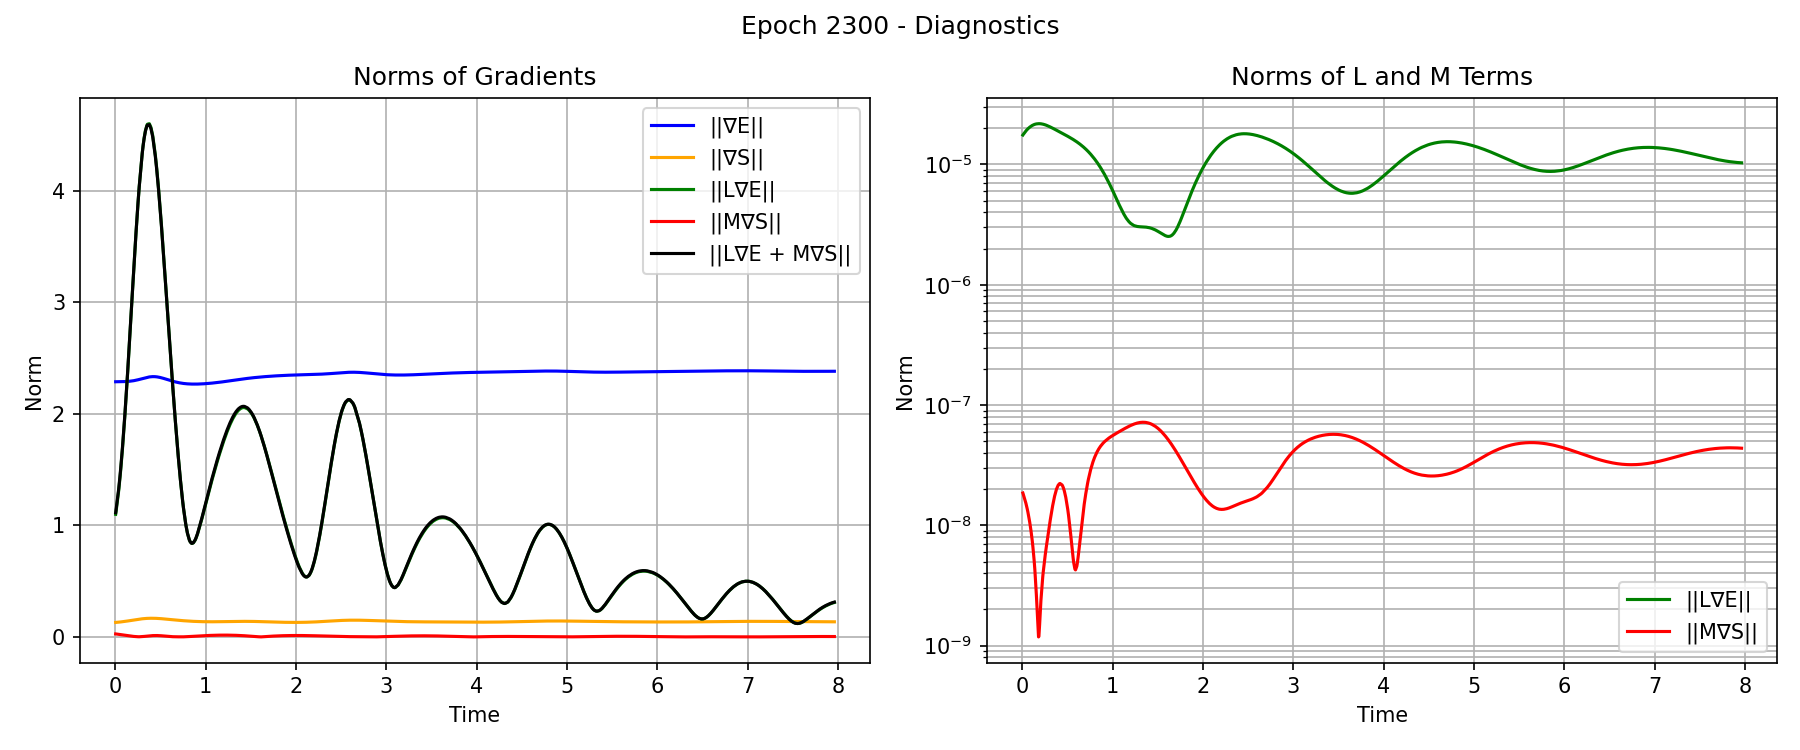 Epoch 2300 - Diagnostics
Norms of Gradients
Norm
4
3
2
1
0
0 1 2 3 4 5 6 7 8
Time
||∇E||
||∇S||
||L∇E||
||M∇S||
||L∇E + M∇S||
Norms of L and M Terms
Norm
10⁻⁵
10⁻⁶
10⁻⁷
10⁻⁸
10⁻⁹
0 1 2 3 4 5 6 7 8
Time
||L∇E||
||M∇S||